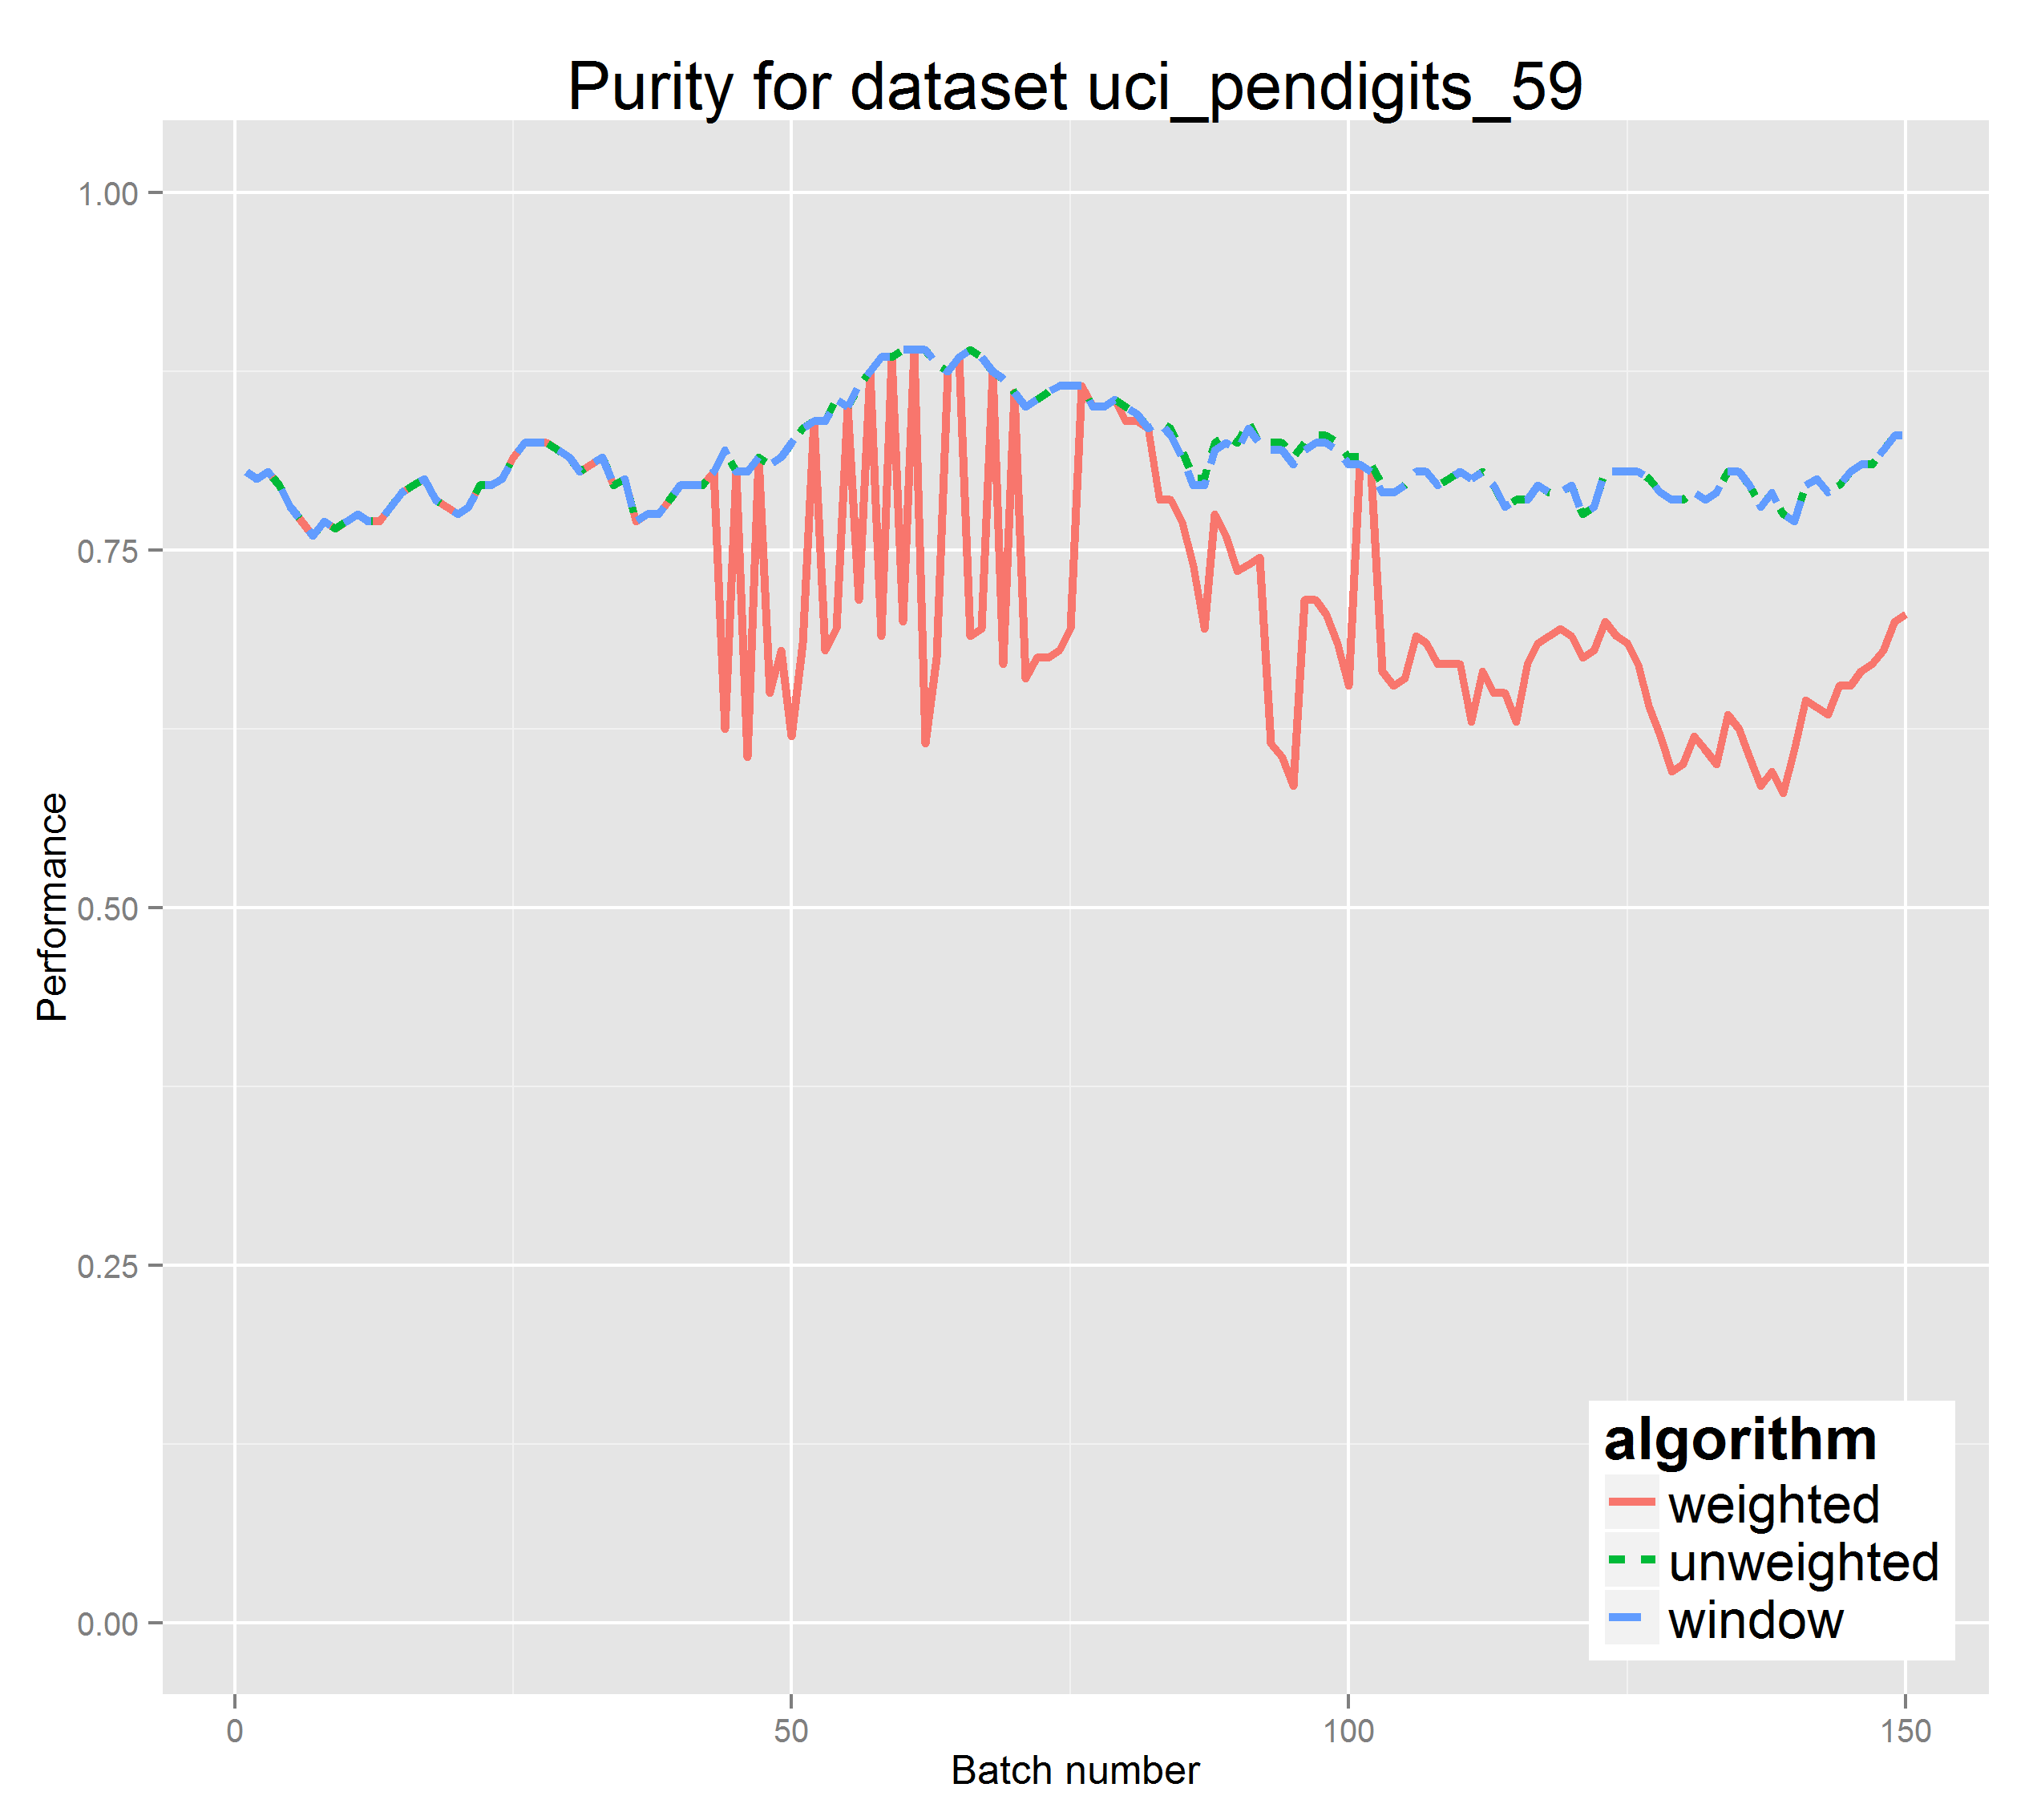 Purity for dataset uci_pendigits_59
1.00
0.75
0.50
0.25
0.00
Performance
0
50
100
150
Batch number
algorithm
weighted
unweighted
window